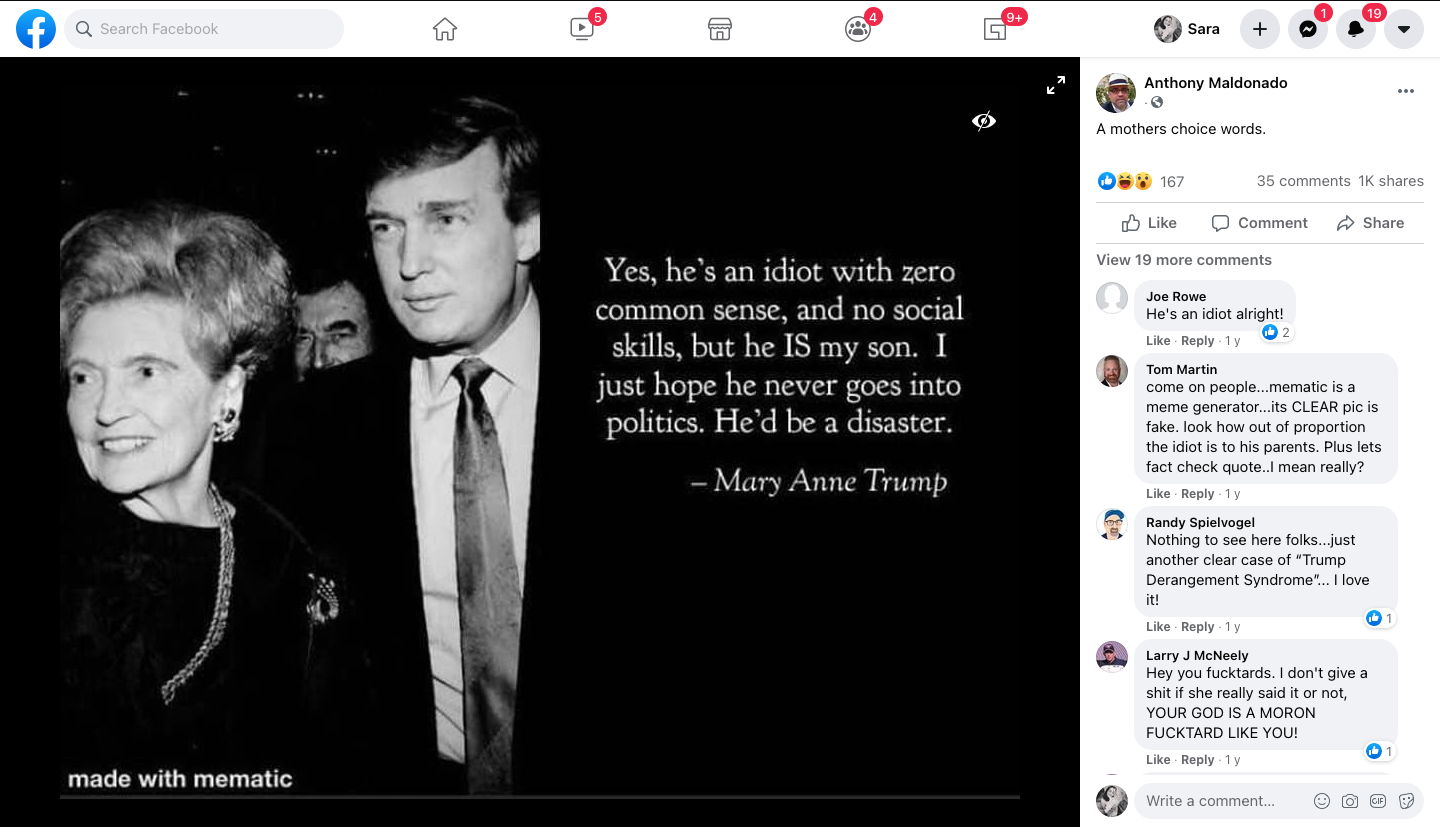 Search Facebook
5
4
9+
Sara
1
19
Yes, he's an idiot with zero
common sense, and no social
skills, but he IS my son.  I
just hope he never goes into
politics. He'd be a disaster.
– Mary Anne Trump
made with mematic
Anthony Maldonado
A mothers choice words.
167
35 comments 1K shares
Like
Comment
Share
View 19 more comments
Joe Rowe
He's an idiot alright!
2
Like · Reply · 1 y
Tom Martin
come on people...mematic is a
meme generator...its CLEAR pic is
fake. look how out of proportion
the idiot is to his parents. Plus lets
fact check quote..I mean really?
Like · Reply · 1 y
Randy Spielvogel
Nothing to see here folks...just
another clear case of “Trump
Derangement Syndrome”... I love
it!
1
Like · Reply · 1 y
Larry J McNeely
Hey you fucktards. I don't give a
shit if she really said it or not,
YOUR GOD IS A MORON
FUCKTARD LIKE YOU!
1
Like · Reply · 1 y
Write a comment...
GIF